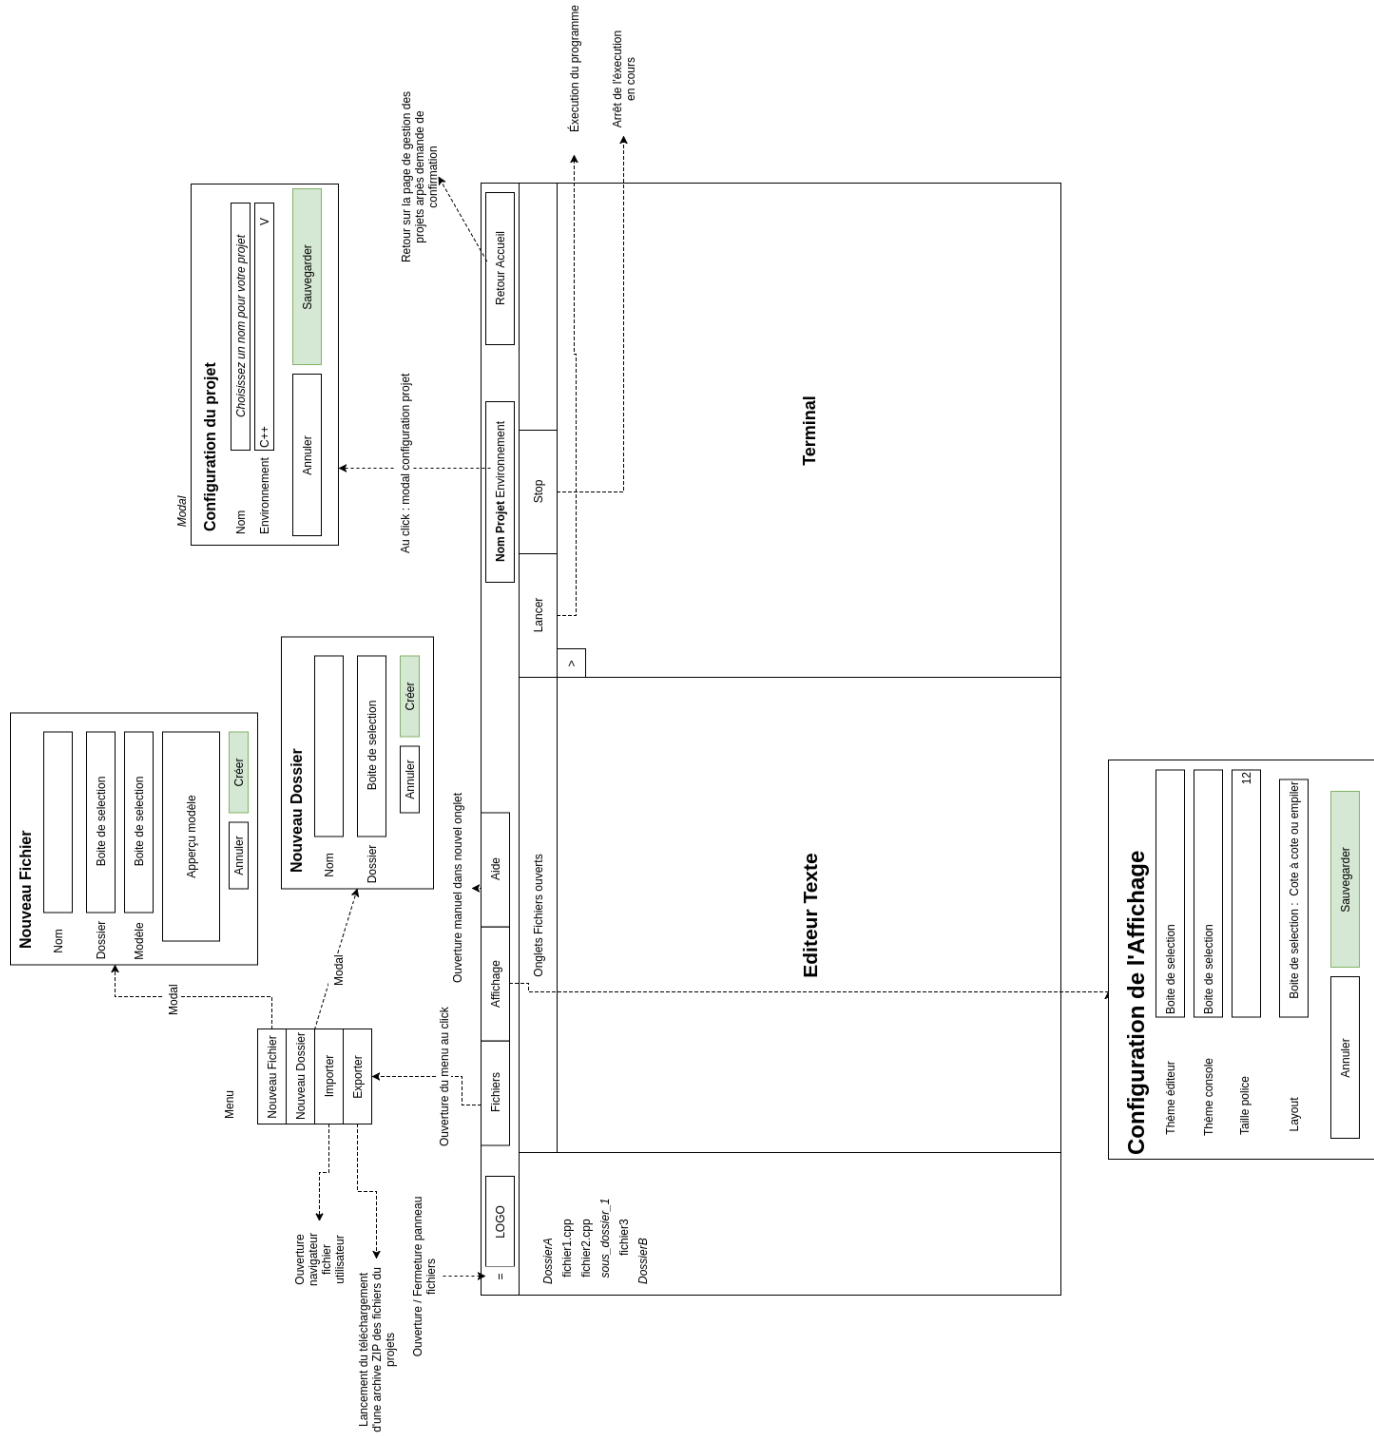 Nouveau Fichier
Nom
Dossier
Boite de selection
Modèle
Boite de selection
Apperçu modèle
Annuler
Créer
Modal
Configuration du projet
Nom
Choisissez un nom pour votre projet
Environnement
C++
V
Annuler
Sauvegarder
Menu
Nouveau Fichier
Nouveau Dossier
Importer
Exporter
Modal
Modal
Nouveau Dossier
Nom
Dossier
Boite de selection
Annuler
Créer
Ouverture
navigateur
fichier
utilisateur
Lancement du téléchargement
d'une archive ZIP des fichiers du
projets
Ouverture / Fermeture panneau
fichiers
Ouverture du menu au click
Ouverture manuel dans nouvel onglet
Au click : modal configuration projet
Retour sur la page de gestion des
projets arpès demande de
confirmation
=
LOGO
Fichiers
Affichage
Aide
Nom Projet Environnement
Retour Accueil
Onglets Fichiers ouverts
Lancer
Stop
Éxecution du programme
Arrêt de l'éxecution
en cours
DossierA
fichier1.cpp
fichier2.cpp
sous_dossier_1
fichier3
DossierB
>
Editeur Texte
Terminal
Configuration de l'Affichage
Thème éditeur
Boite de selection
Thème console
Boite de selection
Taille police
12
Layout
Boite de selection : Cote à cote ou empiler
Annuler
Sauvegarder